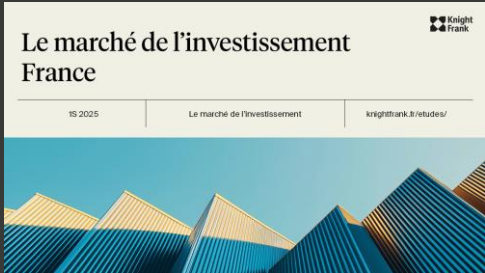 Knight
Frank
Le marché de l’investissement
France
1S 2025
Le marché de l’investissement
knightfrank.fr/etudes/